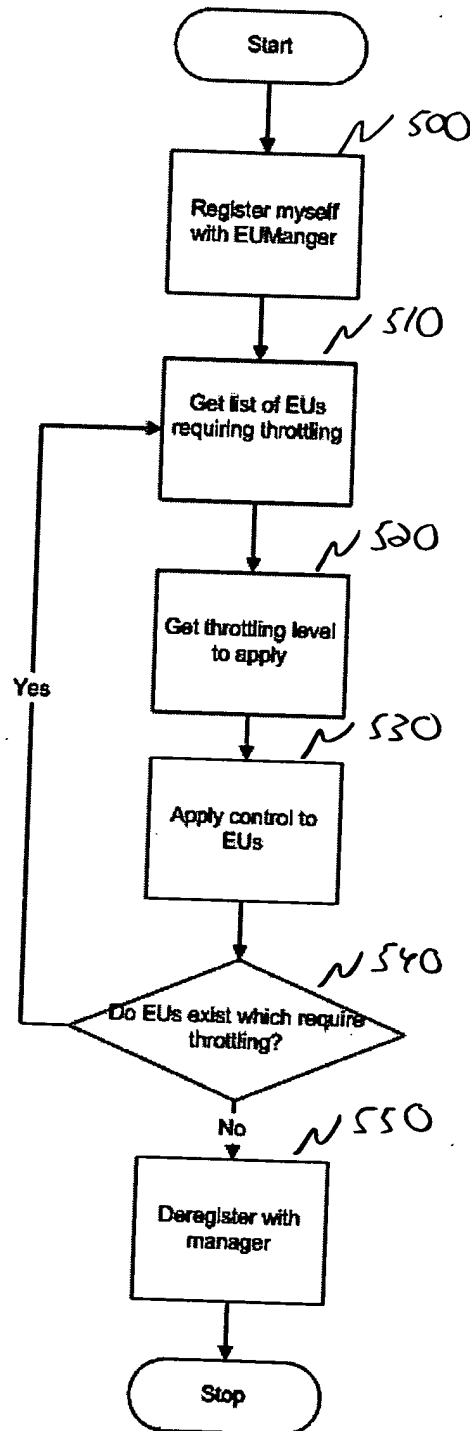 Start
500
Register myself
with EUManger
510
Get list of EUs
requiring throttling
520
Get throttling level
to apply
Yes
530
Apply control to
EUs
540
Do EUs exist which require
throttling?
No
550
Deregister with
manager
Stop